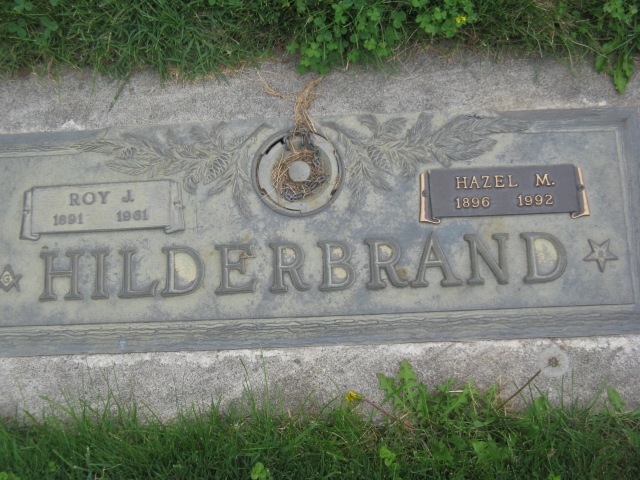 ROY J.
1891 1961
HAZEL M.
1896 1992
HILDERBRAND